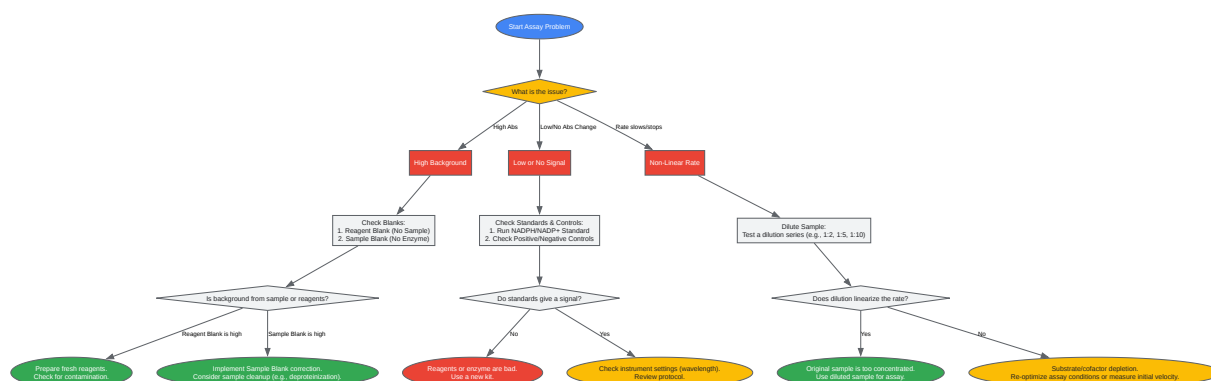 Start Assay Problem
What is the issue?
High Abs
Low/No Abs Change
Rate slows/stops
High Background
Low or No Signal
Non-Linear Rate
Check Blanks:
1. Reagent Blank (No Sample)
2. Sample Blank (No Enzyme)
Check Standards & Controls:
1. Run NADPH/NADP+ Standard
2. Check Positive/Negative Controls
Dilute Sample:
Test a dilution series (e.g., 1:2, 1:5, 1:10)
Is background from sample or reagents?
Do standards give a signal?
Does dilution linearize the rate?
Reagent Blank is high
Sample Blank is high
No
Yes
Yes
No
Prepare fresh reagents.
Check for contamination.
Implement Sample Blank correction.
Consider sample cleanup (e.g., deproteinization).
Reagents or enzyme are bad.
Use a new kit.
Check instrument settings (wavelength).
Review protocol.
Original sample is too concentrated.
Use diluted sample for assay.
Substrate/cofactor depletion.
Re-optimize assay conditions or measure initial velocity.